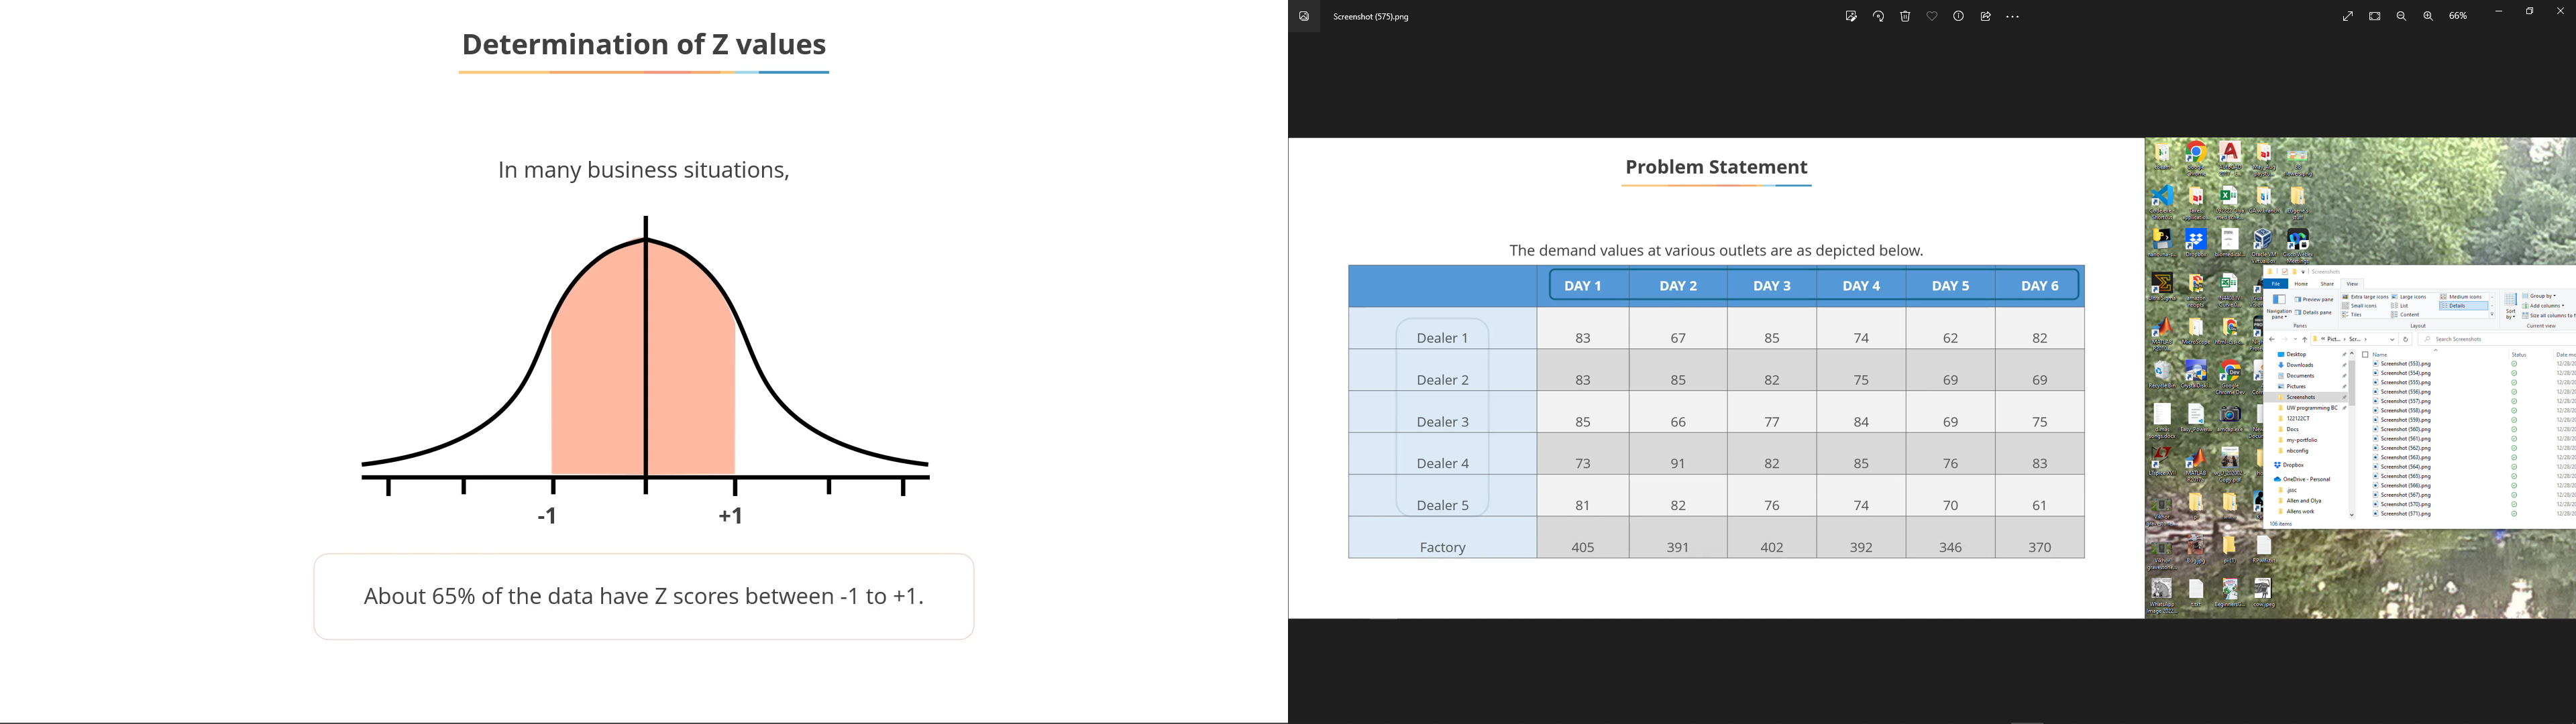 Determination of Z values
In many business situations,
-1 +1
About 65% of the data have Z scores between -1 to +1.
Screenshot (575).png
66%
Problem Statement
The demand values at various outlets are as depicted below.
DAY 1 DAY 2 DAY 3 DAY 4 DAY 5 DAY 6
Dealer 1 83 67 85 74 62 82
Dealer 2 83 85 82 75 69 69
Dealer 3 85 66 77 84 69 75
Dealer 4 73 91 82 85 76 83
Dealer 5 81 82 76 74 70 61
Factory 405 391 402 392 346 370
Screenshots
File Home Share View
Preview pane
Details pane
Navigation
pane
Panes
Extra large icons Large icons Medium icons
Small icons List Details
Tiles Content
Layout
Sort
by
Group by
Add columns
Size all columns to f
Current view
Pict... Scr...
Search Screenshots
Name Status
Desktop
Downloads
Documents
Pictures
Screenshots
UW programming BC
122122CT
Docs
my-portfolio
nbconfig
Dropbox
OneDrive - Personal
.jssc
Allen and Olya
Allens work
Screenshot (553).png
Screenshot (554).png
Screenshot (555).png
Screenshot (556).png
Screenshot (557).png
Screenshot (558).png
Screenshot (559).png
Screenshot (560).png
Screenshot (561).png
Screenshot (562).png
Screenshot (563).png
Screenshot (564).png
Screenshot (565).png
Screenshot (566).png
Screenshot (567).png
Screenshot (570).png
Screenshot (571).png
106 items